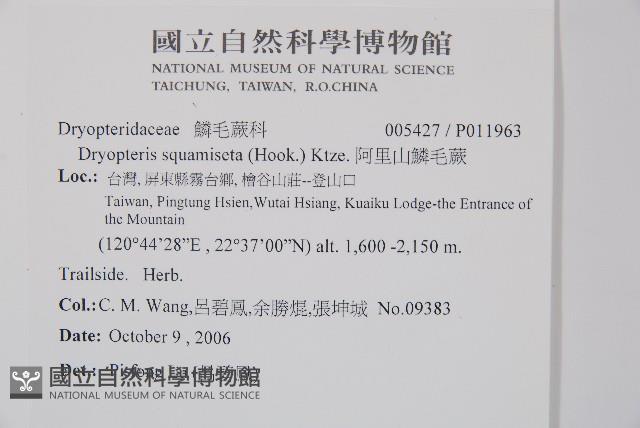 國立自然科學博物館
NATIONAL MUSEUM OF NATURAL SCIENCE
TAICHUNG, TAIWAN, R.O.CHINA
Dryopteridaceae 鱗毛蕨科 005427 / P011963
Dryopteris squamiseta (Hook.) Ktze. 阿里山鱗毛蕨
Loc.: 台灣, 屏東縣霧台鄉, 檜谷山莊--登山口
Taiwan, Pingtung Hsien,Wutai Hsiang, Kuaiku Lodge-the Entrance of
the Mountain
(120°44'28”E , 22°37'00”N) alt. 1,600 -2,150 m.
Trailside. Herb.
Col.:C. M. Wang,呂碧鳳,余勝焜,張坤城 No.09383
Date: October 9 , 2006
Det.:
國立自然科學博物館
NATIONAL MUSEUM OF NATURAL SCIENCE